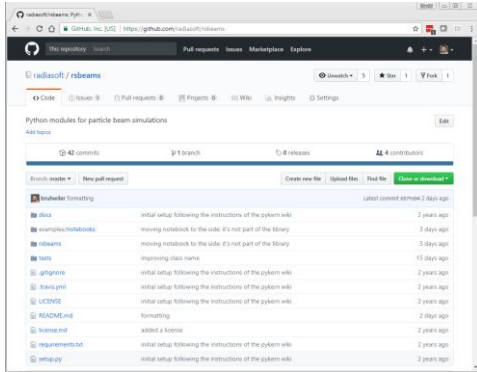 radiasoft/rsbeams: Pyth
GitHub, Inc. [US] https://github.com/radiasoft/rsbeams
This repository Search Pull requests Issues Marketplace Explore
radiasoft / rsbeams Unwatch 5 Star 1 Fork 1
Code Issues 0 Pull requests 0 Projects 0 Wiki Insights Settings
Python modules for particle beam simulations Edit
Add topics
42 commits 1 branch 0 releases 4 contributors
Branch: master New pull request Create new file Upload files Find file Clone or download
bruhwiler formatting Latest commit 2 days ago
docs initial setup following the instructions of the pykern wiki 2 years ago
examples/notebooks moving notebook to the side: it's not part of the library 3 days ago
rsbeams moving notebook to the side: it's not part of the library 3 days ago
tests improving class name 15 days ago
.gitignore initial setup following the instructions of the pykern wiki 2 years ago
.travis.yml initial setup following the instructions of the pykern wiki 2 years ago
LICENSE initial setup following the instructions of the pykern wiki 2 years ago
README.md formatting 2 days ago
license.md added a license 2 years ago
requirements.txt initial setup following the instructions of the pykern wiki 2 years ago
setup.py initial setup following the instructions of the pykern wiki 2 years ago